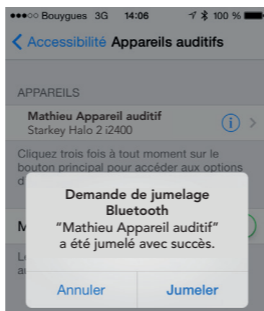 Bouygues 3G 14:06 100 %
Accessibilité Appareils auditifs
APPAREILS
Mathieu Appareil auditif
Starkey Halo 2 i2400
Cliquez trois fois à tout moment sur le
bouton principal pour accéder aux options
d
Demande de jumelage
Bluetooth
“Mathieu Appareil auditif”
a été jumelé avec succès.
M
Annuler Jumeler